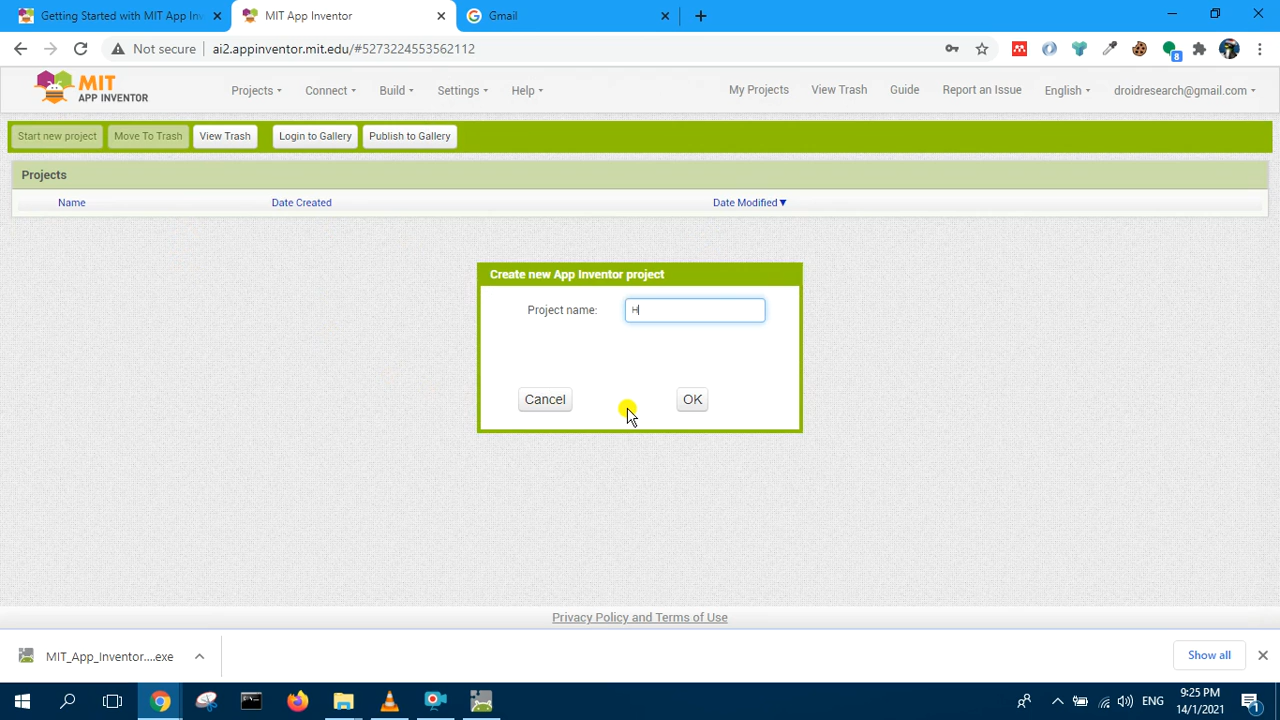 Getting Started with MIT App In
MIT App Inventor
Gmail
Not secure
ai2.appinventor.mit.edu/#5273224553562112
8
MIT
APP INVENTOR
Projects
Connect
Build
Settings
Help
My Projects
View Trash
Guide
Report an Issue
English
droidresearch@gmail.com
Start new project
Move To Trash
View Trash
Login to Gallery
Publish to Gallery
Projects
Name
Date Created
Date Modified▼
Create new App Inventor project
Project name:
H
Cancel
OK
Privacy Policy and Terms of Use
MIT_App_Inventor....exe
Show all
ENG
9:25 PM
14/1/2021
1